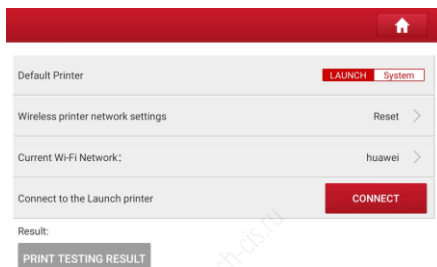 Default Printer LAUNCH System
Wireless printer network settings Reset
Current Wi-Fi Network: huawei
Connect to the Launch printer CONNECT
Result:
PRINT TESTING RESULT